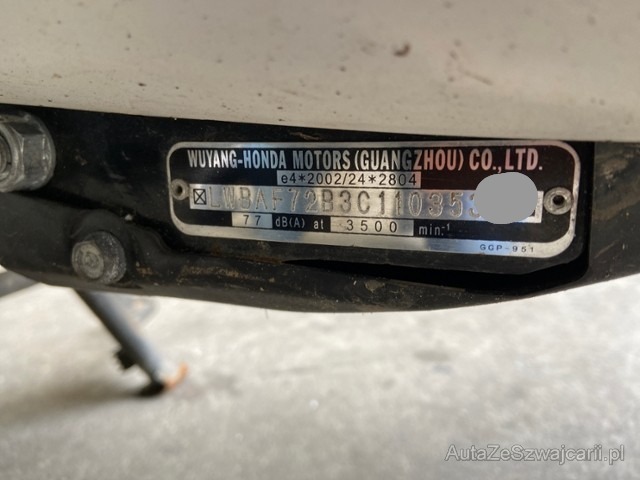 WUYANG-HONDA MOTORS (GUANGZHOU) CO.,LTD.
e4*2002/24*2804
LWBAF72B3C110353
77 dB(A) at 3500 min⁻¹
GCP-951
AutaZeSzwajcarii.pl